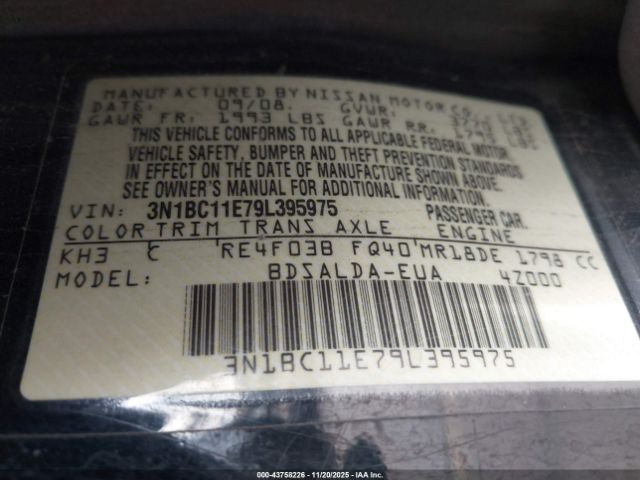 MANUFACTURED BY NISSAN MOTOR CO., LTD.
DATE: 09/08. GVWR: LBS
GAWR FR: 1993 LBS GAWR RR: 1793 LBS
THIS VEHICLE CONFORMS TO ALL APPLICABLE FEDERAL MOTOR
VEHICLE SAFETY, BUMPER AND THEFT PREVENTION STANDARDS
IN EFFECT ON THE DATE OF MANUFACTURE SHOWN ABOVE.
SEE OWNER'S MANUAL FOR ADDITIONAL INFORMATION.
VIN: 3N1BC11E79L395975 PASSENGER CAR.
COLOR TRIM TRANS AXLE ENGINE
KH3 C RE4F03B FQ40 MR18DE 1798 CC
MODEL: BDSALDA-EUA 4Z000
3N1BC11E79L395975
000-43758226 - 11/20/2025 - IAA Inc.